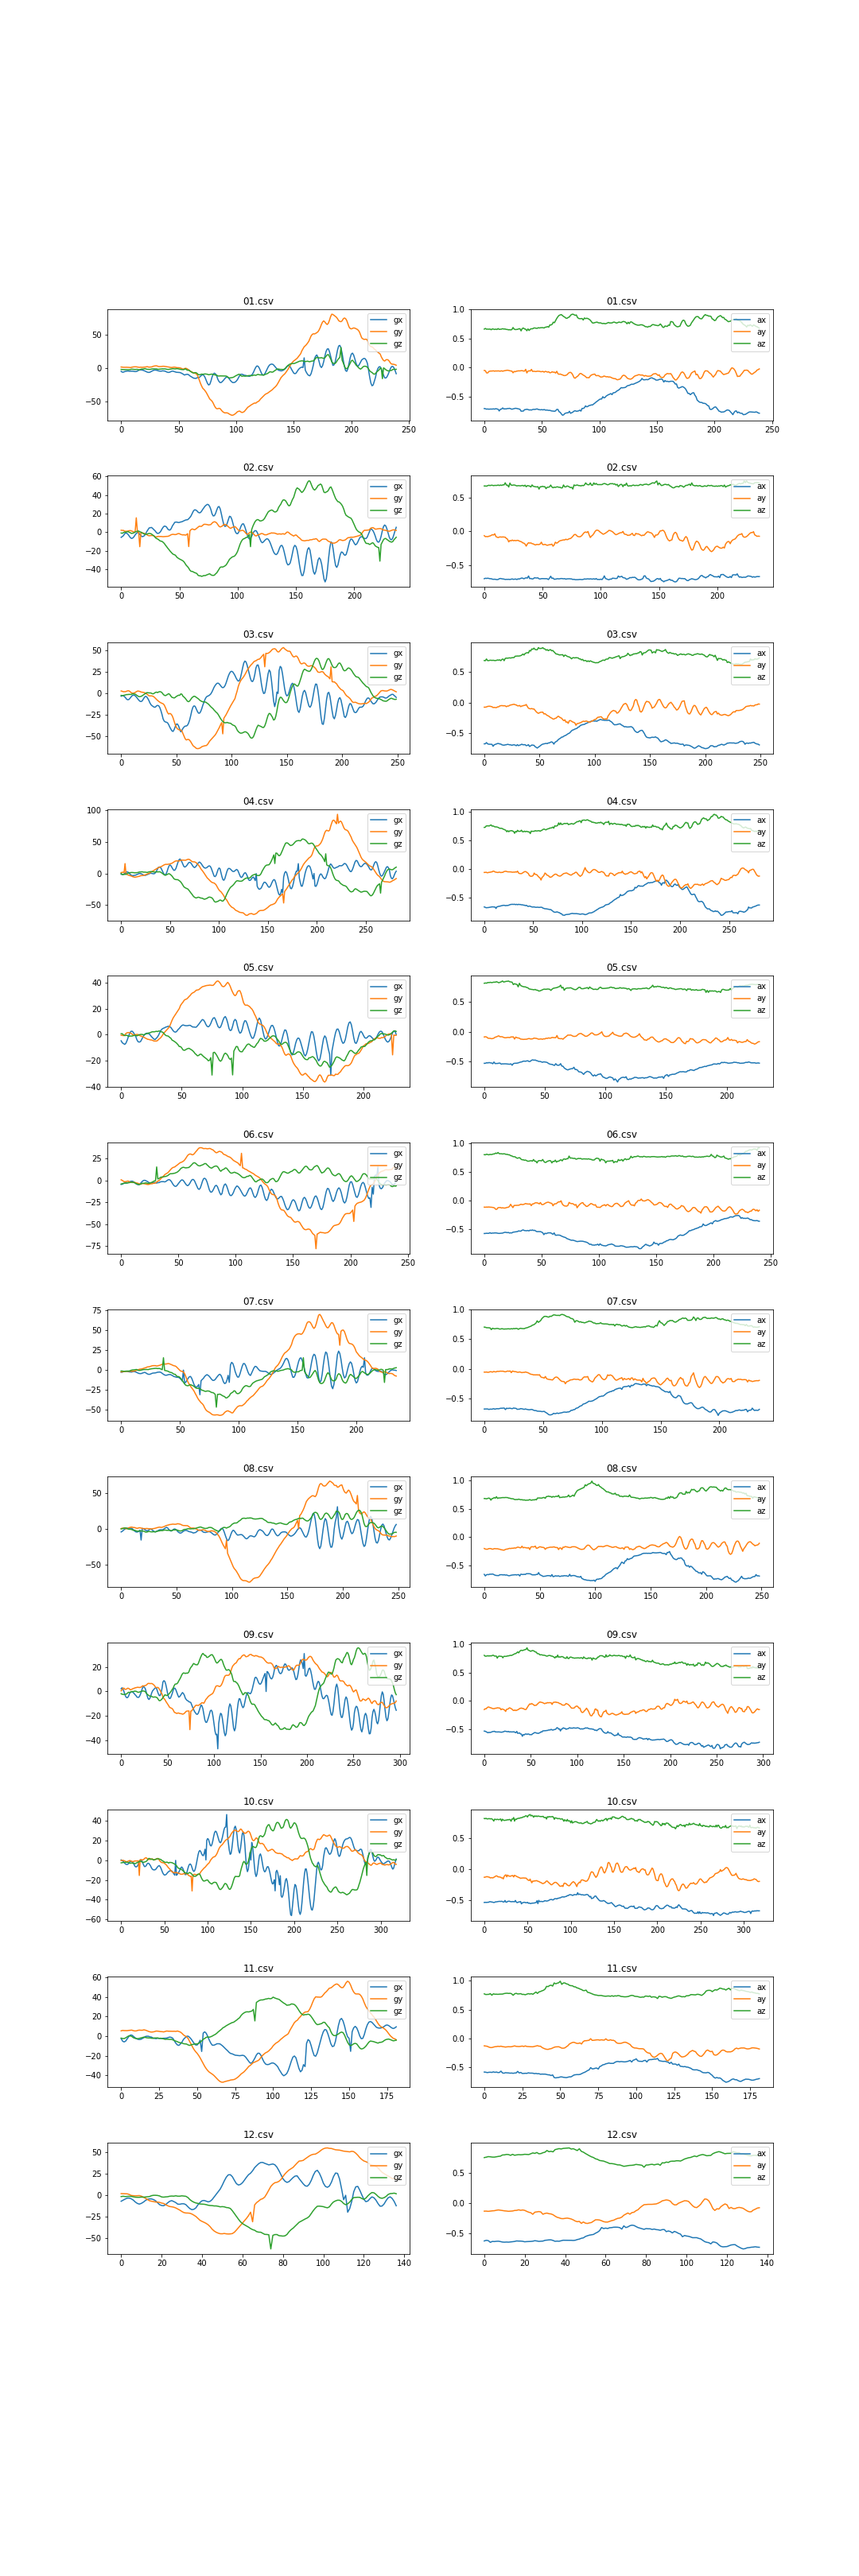 01.csv 01.csv
1.0
gx ax
50 gy 0.5 ay
gz az
0 0.0
−50 −0.5
0 50 100 150 200 250 0 50 100 150 200 250
02.csv 02.csv
60
gx ax
40 gy 0.5 ay
20 gz az
0 0.0
−20
−40 −0.5
0 50 100 150 200 0 50 100 150 200
03.csv 03.csv
50 gx ax
25 gy 0.5 ay
gz az
0 0.0
−25
−50 −0.5
0 50 100 150 200 250 0 50 100 150 200 250
04.csv 04.csv
100 1.0
gx ax
50 gy 0.5 ay
gz az
0 0.0
−50 −0.5
0 50 100 150 200 250 0 50 100 150 200 250
05.csv 05.csv
40 gx ax
20 gy 0.5 ay
gz az
0 0.0
−20 −0.5
−40
0 50 100 150 200 0 50 100 150 200
06.csv 06.csv
1.0
25 gx ax
gy 0.5 ay
0 gz az
−25 0.0
−50 −0.5
−75
0 50 100 150 200 250 0 50 100 150 200 250
07.csv 07.csv
75 1.0
50 gx ax
25 gy 0.5 ay
gz az
0 0.0
−25
−50 −0.5
0 50 100 150 200 0 50 100 150 200
08.csv 08.csv
1.0
50 gx ax
gy 0.5 ay
gz az
0 0.0
−50 −0.5
0 50 100 150 200 250 0 50 100 150 200 250
09.csv 09.csv
1.0
20 gx ax
gy 0.5 ay
0 gz az
−20 0.0
−40 −0.5
0 50 100 150 200 250 300 0 50 100 150 200 250 300
10.csv 10.csv
40 gx ax
20 gy 0.5 ay
gz az
0 0.0
−20
−40 −0.5
−60
0 50 100 150 200 250 300 0 50 100 150 200 250 300
11.csv 11.csv
60 1.0
40 gx ax
20 gy 0.5 ay
gz az
0 0.0
−20
−40 −0.5
0 25 50 75 100 125 150 175 0 25 50 75 100 125 150 175
12.csv 12.csv
50 gx ax
25 gy 0.5 ay
gz az
0 0.0
−25
−50 −0.5
0 20 40 60 80 100 120 140 0 20 40 60 80 100 120 140